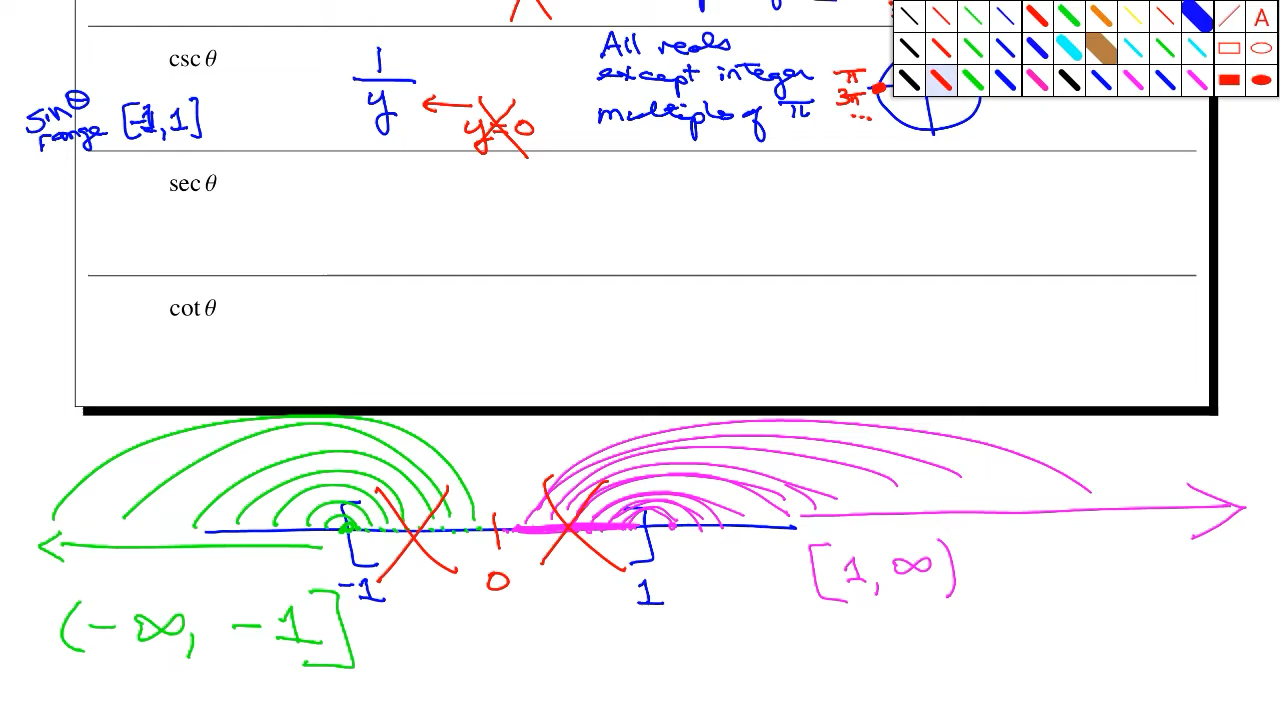 csc θ
1
y
y=0
All reals
except integer
multiple of π
π
3π
...
sin θ
range [-1,1]
sec θ
cot θ
-1
0
1
[1, ∞)
(-∞, -1]
A